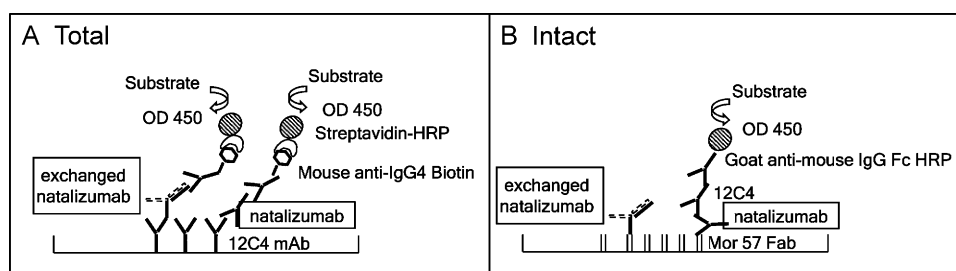 A Total
Substrate
OD 450
Substrate
OD 450
Streptavidin-HRP
Mouse anti-IgG4 Biotin
exchanged
natalizumab
natalizumab
12C4 mAb
B Intact
Substrate
OD 450
Goat anti-mouse IgG Fc HRP
exchanged
natalizumab
12C4
natalizumab
Mor 57 Fab